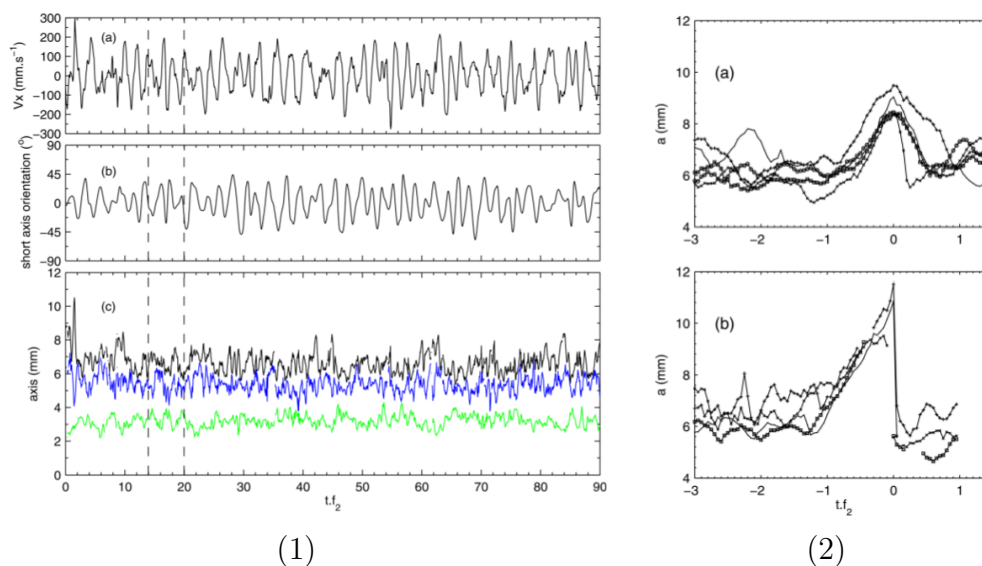 (a)
Vx (mm.s⁻¹)
300
200
100
0
−100
−200
300
(b)
short axis orientation (°)
90
45
0
−45
−90
(c)
axis (mm)
12
10
8
6
4
2
0
0 10 20 30 40 50 60 70 80 90
t.f₂
(1)
(a)
a (mm)
12
10
8
6
4
−3 −2 −1 0 1
(b)
a (mm)
12
10
8
6
4
−3 −2 −1 0 1
t.f₂
(2)